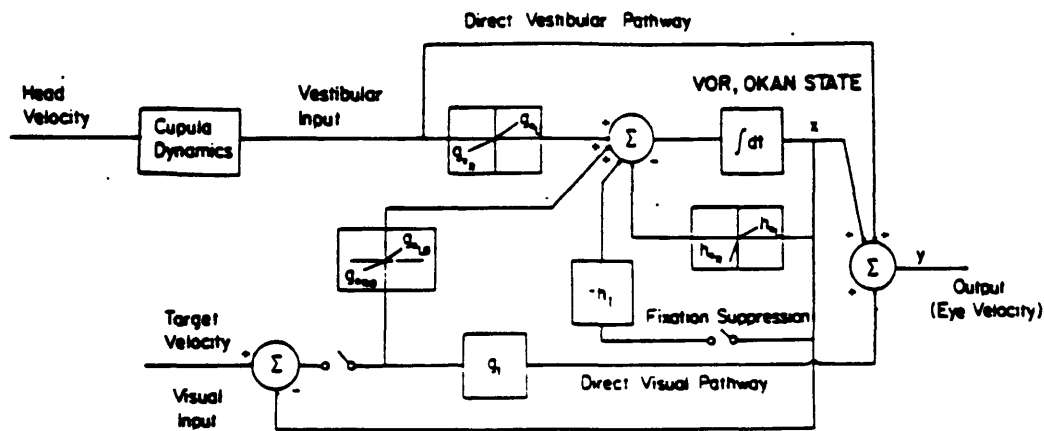 Direct Vestibular Pathway
VOR, OKAN STATE
Head
Velocity
Vestibular
Input
Cupula
Dynamics
Σ
∫dt
x
Σ
y
Output
(Eye Velocity)
-h₁
Fixation Suppression
Target
Velocity
Σ
g₁
Direct Visual Pathway
Visual
Input